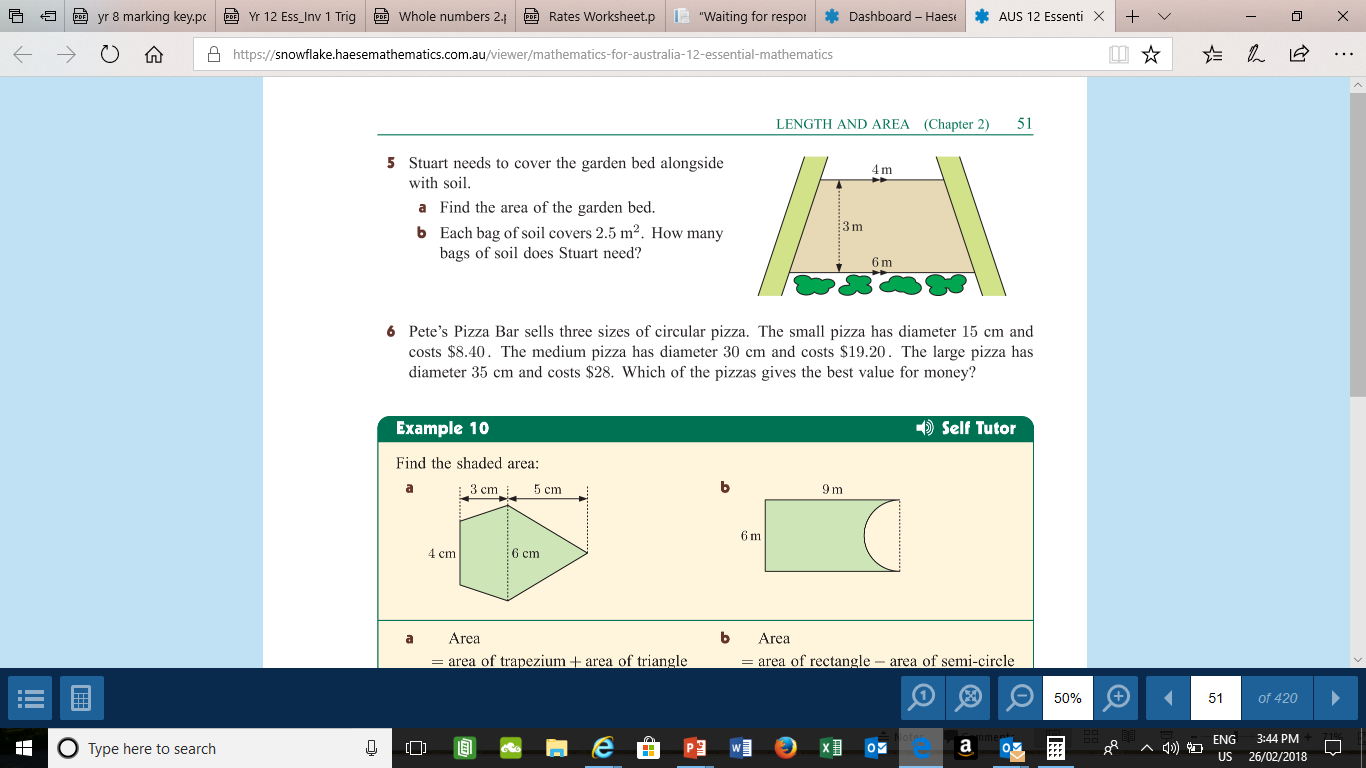 yr 8 marking key.pc
Yr 12 Ess_Inv 1 Trig
Whole numbers 2.p
Rates Worksheet.p
"Waiting for respor
Dashboard – Haese
AUS 12 Essenti
https://snowflake.haesemathematics.com.au/viewer/mathematics-for-australia-12-essential-mathematics
LENGTH AND AREA (Chapter 2) 51
5 Stuart needs to cover the garden bed alongside
with soil.
a Find the area of the garden bed.
b Each bag of soil covers 2.5 m². How many
bags of soil does Stuart need?
4 m
3 m
6 m
6 Pete's Pizza Bar sells three sizes of circular pizza. The small pizza has diameter 15 cm and
costs $8.40. The medium pizza has diameter 30 cm and costs $19.20. The large pizza has
diameter 35 cm and costs $28. Which of the pizzas gives the best value for money?
Example 10
Self Tutor
Find the shaded area:
a
3 cm
5 cm
4 cm
6 cm
b
9 m
6 m
a Area
= area of trapezium + area of triangle
b Area
= area of rectangle − area of semi-circle
50%
51
of 420
Type here to search
ENG
US
3:44 PM
26/02/2018